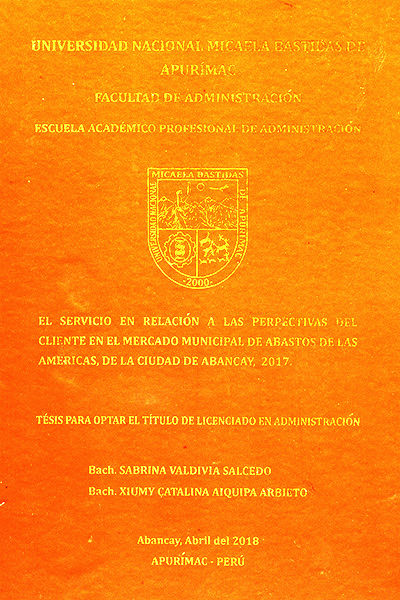 UNIVERSIDAD NACIONAL MICAELA BASTIDAS DE
APURÍMAC
FACULTAD DE ADMINISTRACIÓN
ESCUELA ACADÉMICO PROFESIONAL DE ADMINISTRACIÓN
MICAELA BASTIDAS
UNIVERSIDAD NACIONAL
DE APURIMAC
-2000-
EL SERVICIO EN RELACIÓN A LAS PERPECTIVAS DEL
CLIENTE EN EL MERCADO MUNICIPAL DE ABASTOS DE LAS
AMERICAS, DE LA CIUDAD DE ABANCAY, 2017.
TÉSIS PARA OPTAR EL TÍTULO DE LICENCIADO EN ADMINISTRACIÓN
Bach. SABRINA VALDIVIA SALCEDO
Bach. XIUMY CATALINA AIQUIPA ARBIETO
Abancay, Abril del 2018
APURÍMAC - PERÚ